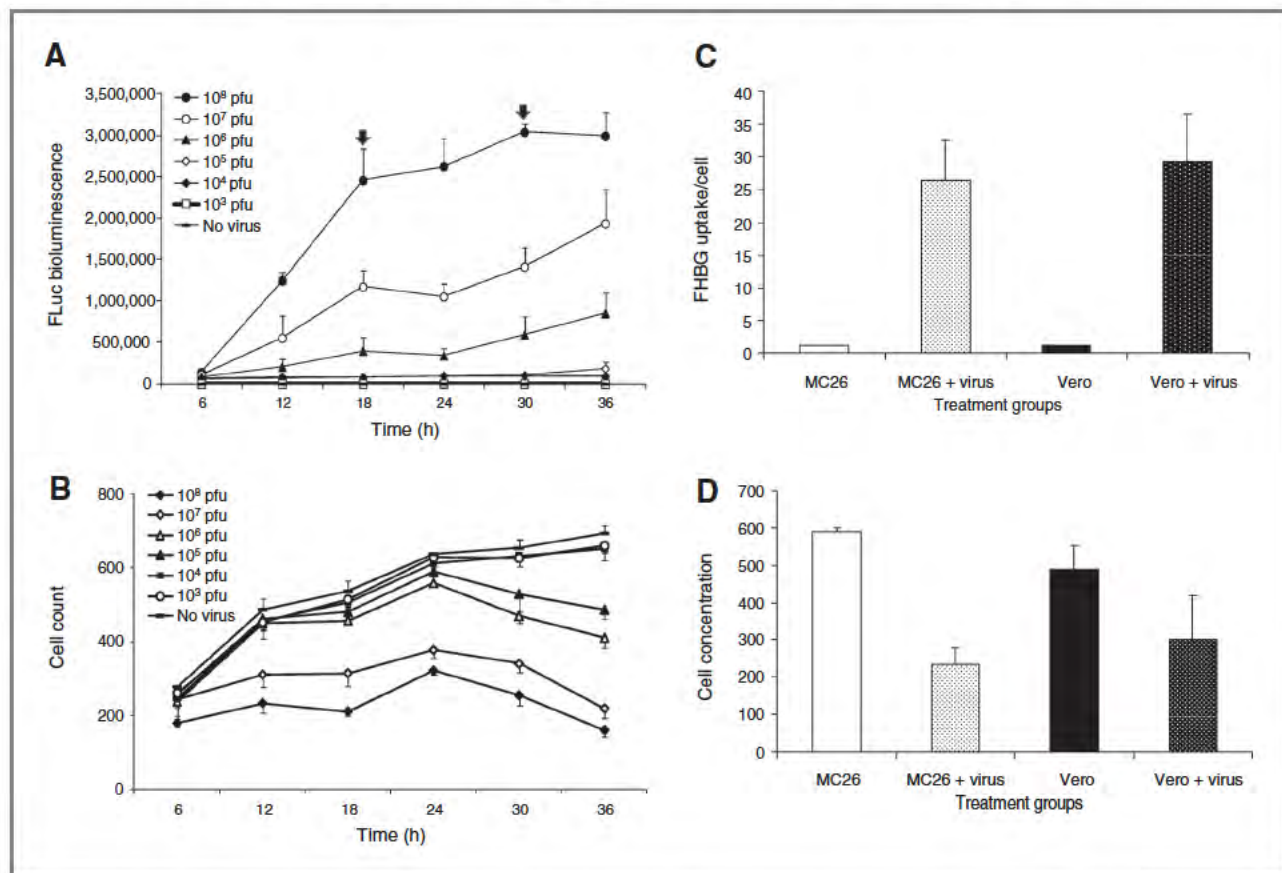 A
10⁸ pfu
10⁷ pfu
10⁶ pfu
10⁵ pfu
10⁴ pfu
10³ pfu
No virus
3,500,000
3,000,000
2,500,000
2,000,000
1,500,000
1,000,000
500,000
0
FLuc bioluminescence
6 12 18 24 30 36
Time (h)
B
10⁸ pfu
10⁷ pfu
10⁶ pfu
10⁵ pfu
10⁴ pfu
10³ pfu
No virus
800
600
400
200
0
Cell count
6 12 18 24 30 36
Time (h)
C
40
35
30
25
20
15
10
5
0
FHBG uptake/cell
MC26 MC26 + virus Vero Vero + virus
Treatment groups
D
700
600
500
400
300
200
100
0
Cell concentration
MC26 MC26 + virus Vero Vero + virus
Treatment groups